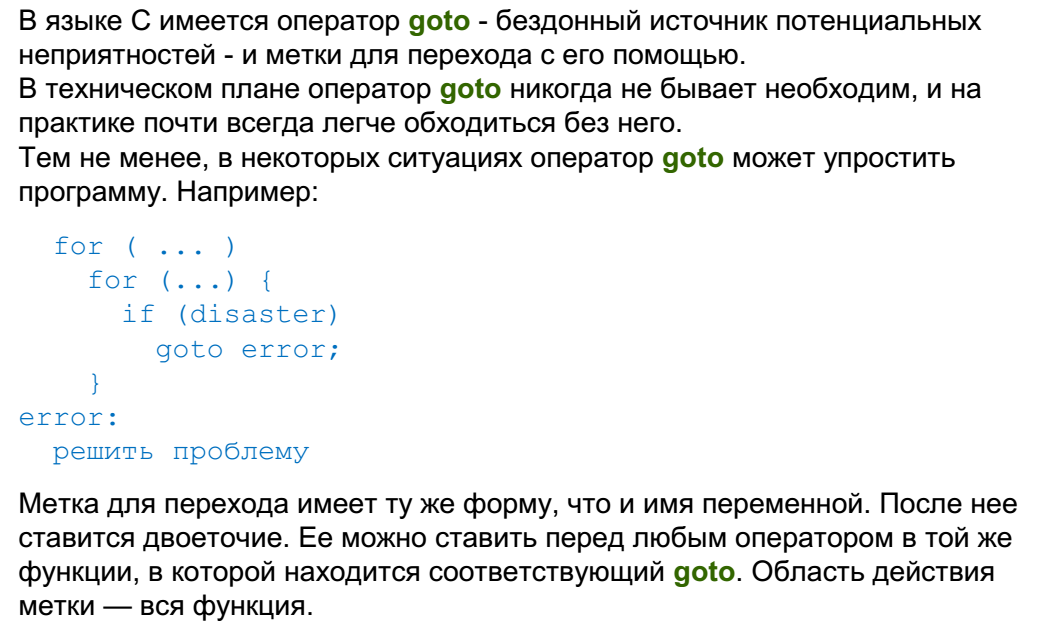 В языке С имеется оператор goto - бездонный источник потенциальных
неприятностей - и метки для перехода с его помощью.
В техническом плане оператор goto никогда не бывает необходим, и на
практике почти всегда легче обходиться без него.
Тем не менее, в некоторых ситуациях оператор goto может упростить
программу. Например:
for ( ... )
for (...) {
if (disaster)
goto error;
}
error:
решить проблему
Метка для перехода имеет ту же форму, что и имя переменной. После нее
ставится двоеточие. Ее можно ставить перед любым оператором в той же
функции, в которой находится соответствующий goto. Область действия
метки — вся функция.